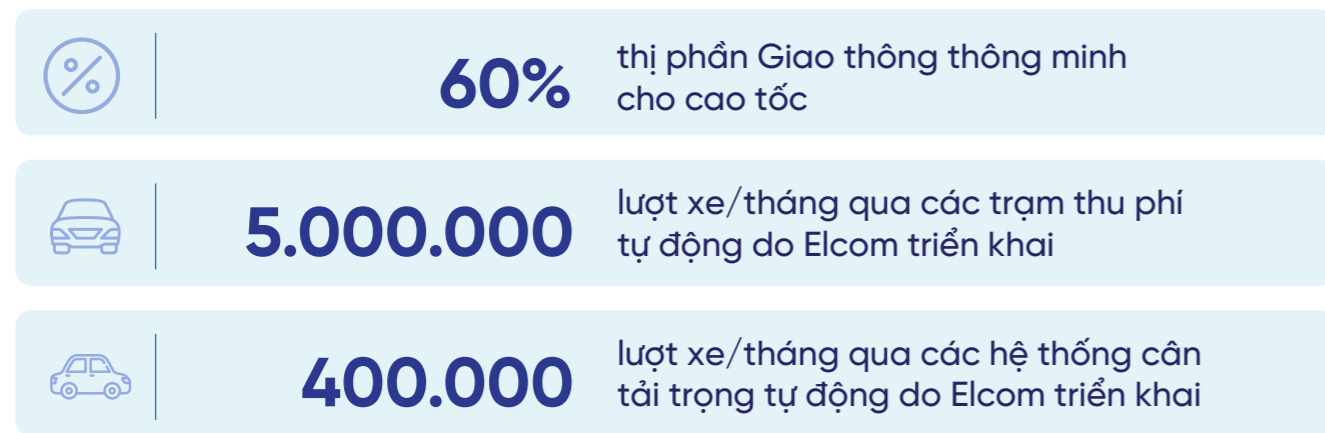 60%
thị phần Giao thông thông minh
cho cao tốc
5.000.000
lượt xe/tháng qua các trạm thu phí
tự động do Elcom triển khai
400.000
lượt xe/tháng qua các hệ thống cân
tải trọng tự động do Elcom triển khai